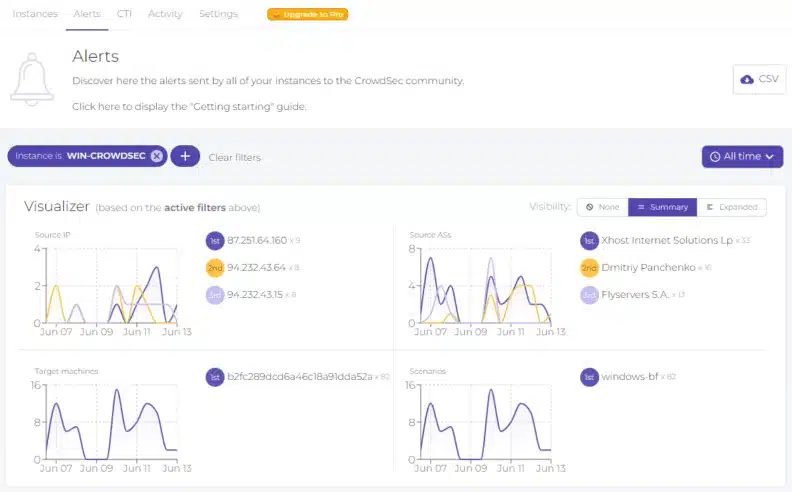 Instances Alerts CTI Activity Settings Upgrade to Pro
Alerts
Discover here the alerts sent by all of your instances to the CrowdSec community.
Click here to display the "Getting starting" guide.
CSV
Instance is WIN-CROWDSEC + Clear filters All time
Visualizer (based on the active filters above) Visibility: None Summary Expanded
Source IP
4
2
0
Jun 07 Jun 09 Jun 11 Jun 13
1st 87.251.64.160 x 9
2nd 94.232.43.64 x 8
3rd 94.232.43.15 x 8
Source ASs
8
4
0
Jun 07 Jun 09 Jun 11 Jun 13
1st Xhost Internet Solutions Lp x 33
2nd Dmitriy Panchenko x 16
3rd Flyservers S.A. x 13
Target machines
16
8
0
Jun 07 Jun 09 Jun 11 Jun 13
1st b2fc289dcd6a46c18a91dda52a x 82
Scenarios
16
8
0
Jun 07 Jun 09 Jun 11 Jun 13
1st windows-bf x 82